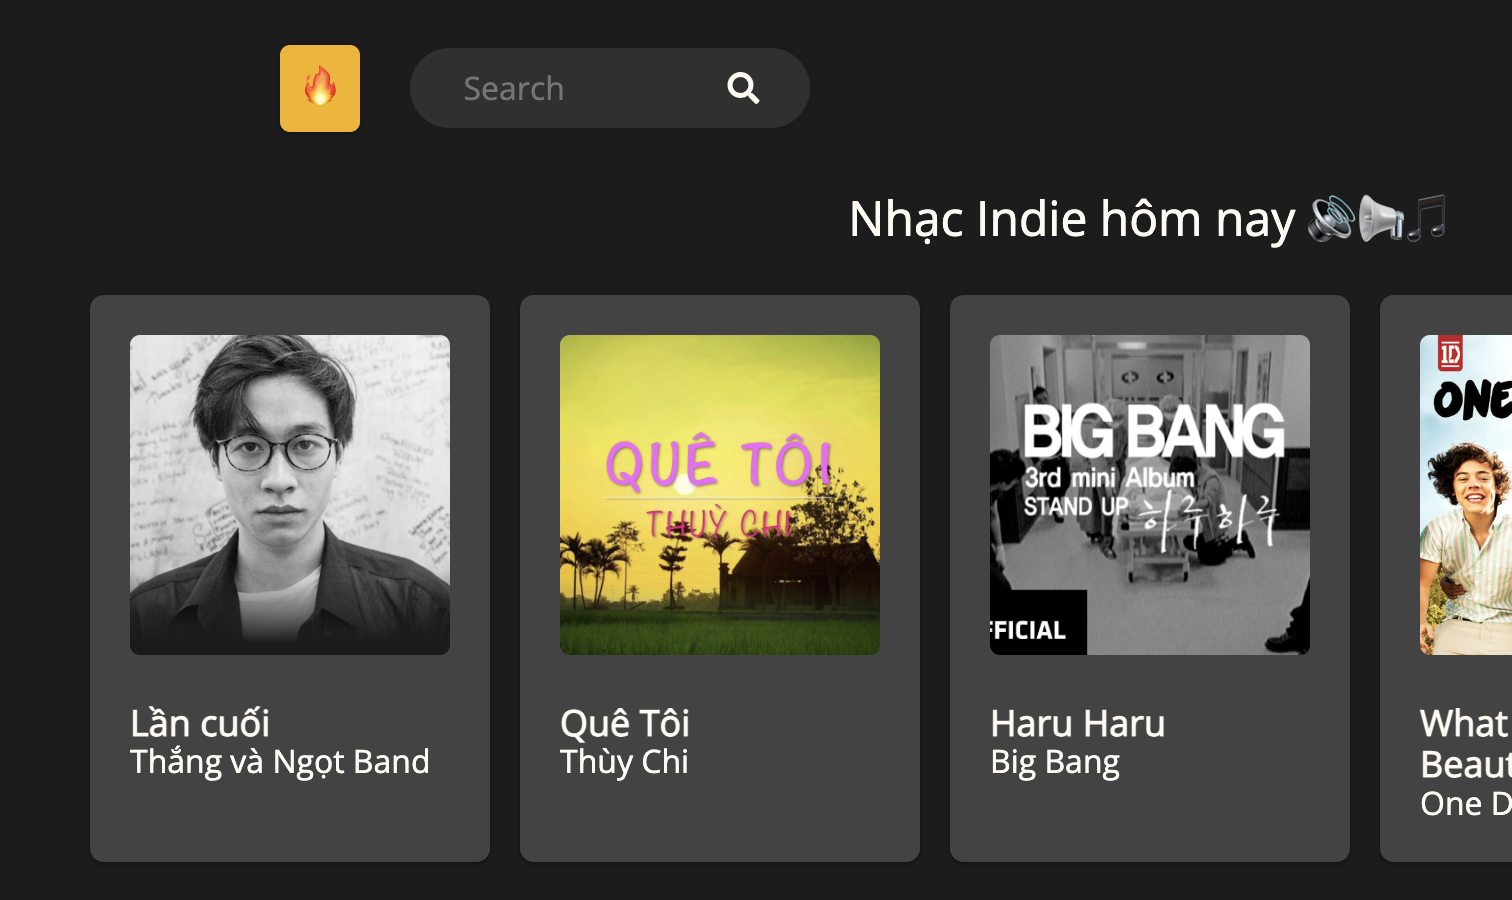 Search
Nhạc Indie hôm nay
QUÊ TÔI
THUỲ CHI
BIG BANG
3rd mini Album
STAND UP 하루하루
FFICIAL
1D
ONE
Lần cuối
Thắng và Ngọt Band
Quê Tôi
Thùy Chi
Haru Haru
Big Bang
What
Beaut
One D